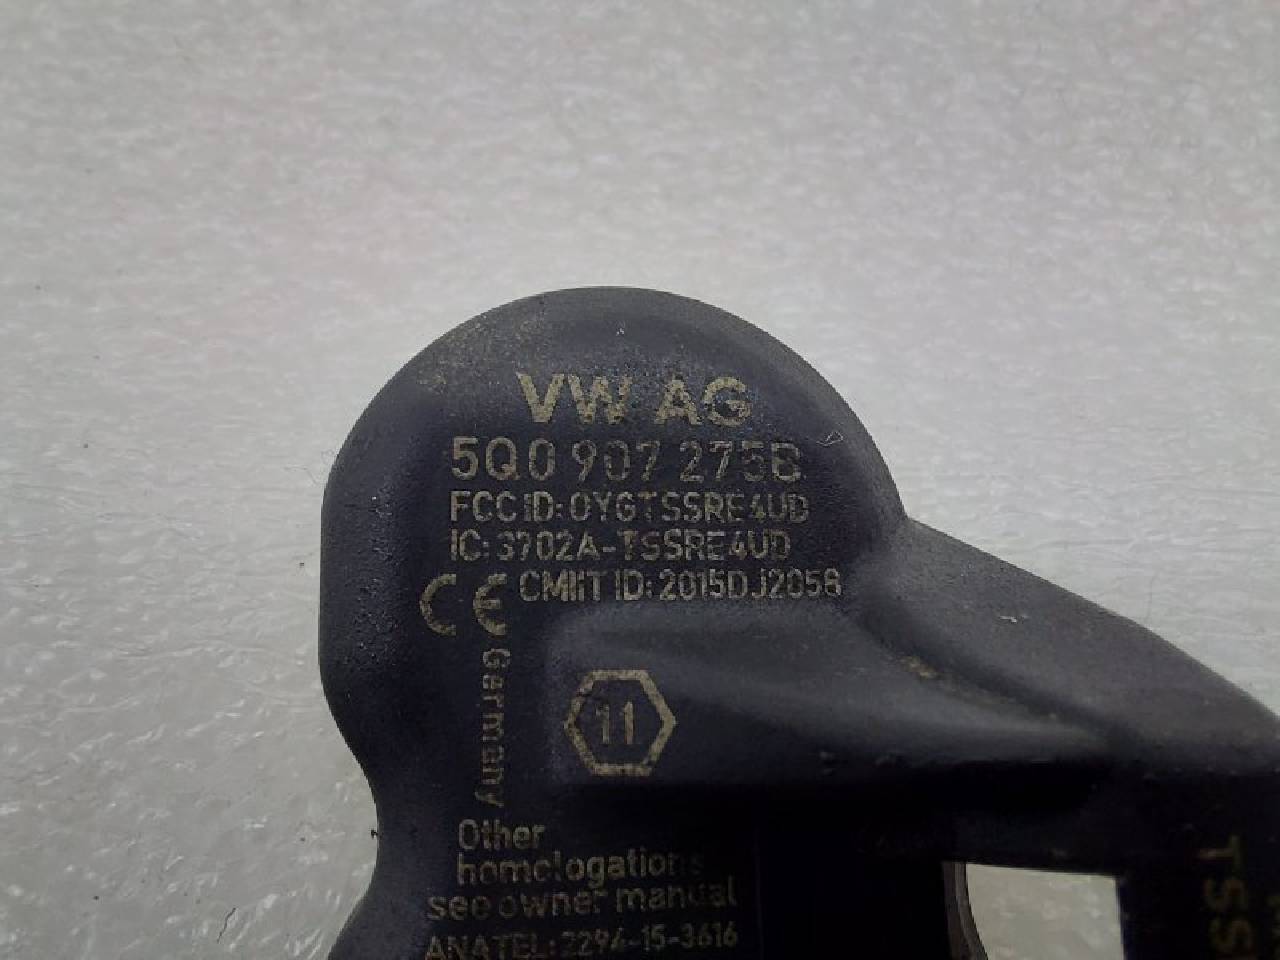 VW AG
5Q0 907 275B
FCC ID: OYGTSSRE4UD
IC: 3702A-TSSRE4UD
CE CMIIT ID: 2015DJ2058
Germany
11
Other
homologations
see owner manual
ANATEL: 2294-15-3616
TSS